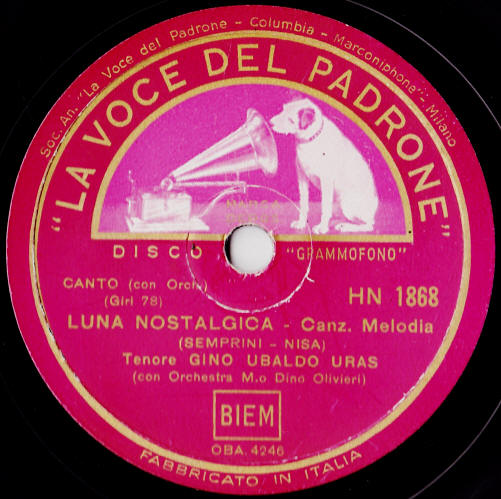 Soc. An. "La Voce del Padrone - Columbia - Marconiphone" - Milano
"LA VOCE DEL PADRONE"
DISCO "GRAMMOFONO"
CANTO (con Orch.)
(Giri 78)
HN 1868
LUNA NOSTALGICA - Canz. Melodia
(SEMPRINI - NISA)
Tenore GINO UBALDO URAS
(con Orchestra M.o Dino Olivieri)
BIEM
OBA. 4246
FABBRICATO IN ITALIA